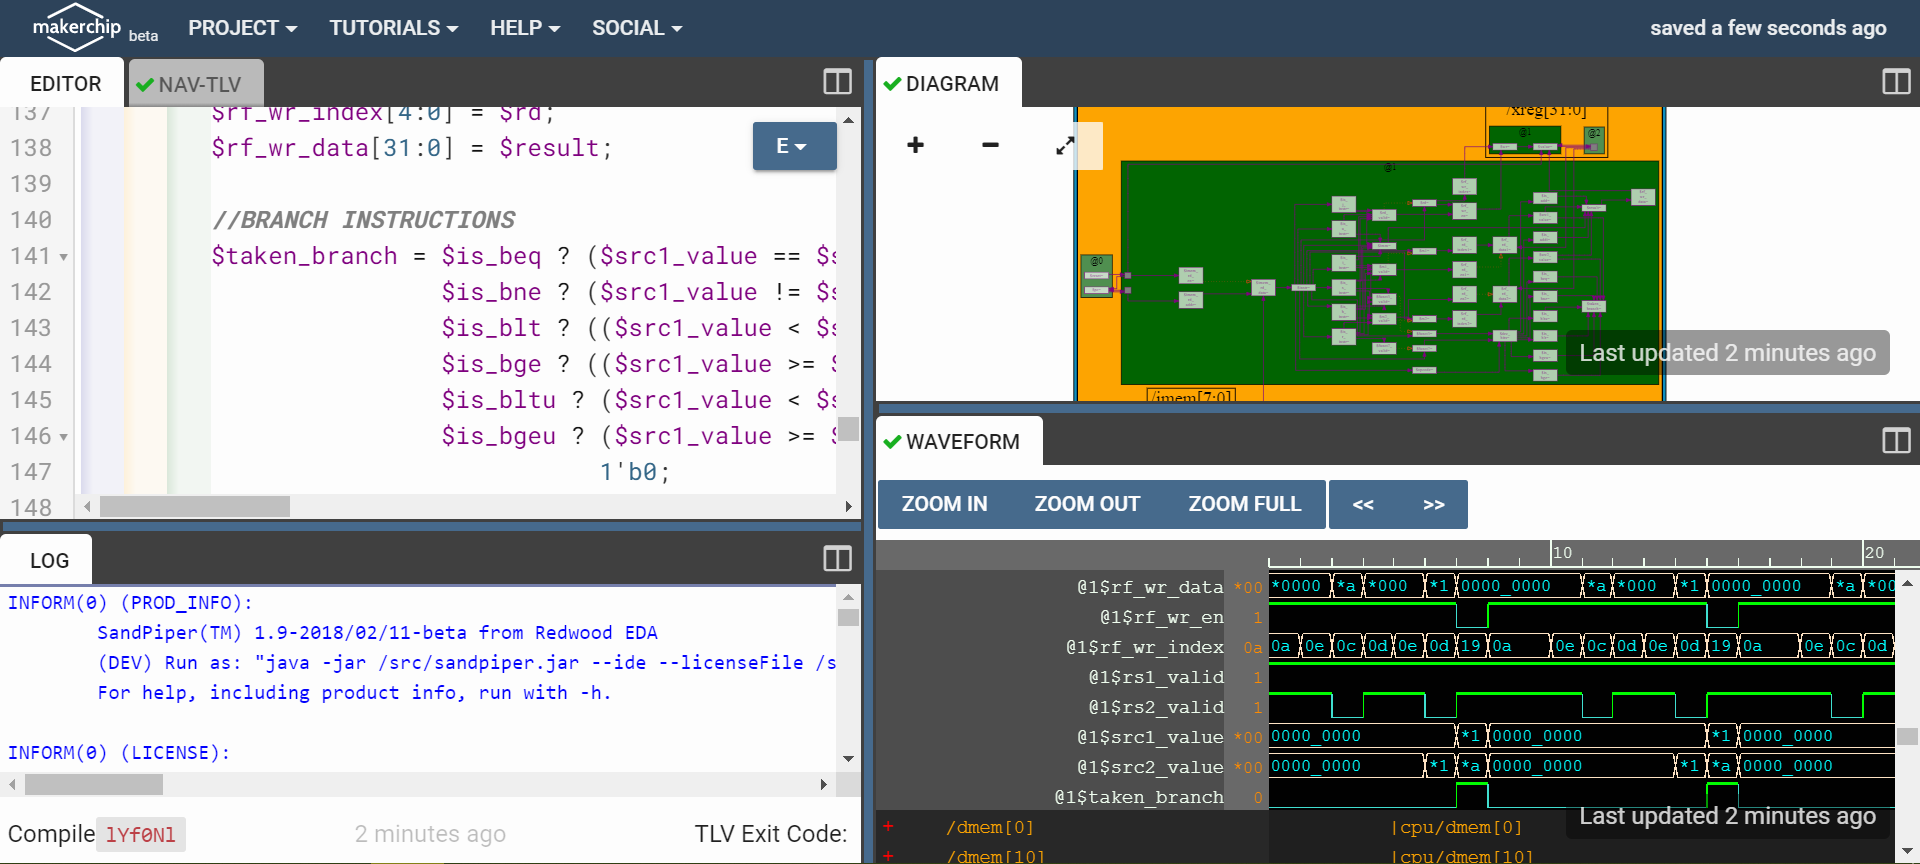 makerchip beta PROJECT TUTORIALS HELP SOCIAL saved a few seconds ago
EDITOR NAV-TLV
137 $rf_wr_index[4:0] = $rd;
138 $rf_wr_data[31:0] = $result;
139
140 //BRANCH INSTRUCTIONS
141 $taken_branch = $is_beq ? ($src1_value == $s
142 $is_bne ? ($src1_value != $s
143 $is_blt ? (($src1_value < $s
144 $is_bge ? (($src1_value >= $
145 $is_bltu ? ($src1_value < $s
146 $is_bgeu ? ($src1_value >= $
147 1'b0;
148
E
LOG
INFORM(0) (PROD_INFO):
SandPiper(TM) 1.9-2018/02/11-beta from Redwood EDA
(DEV) Run as: "java -jar /src/sandpiper.jar --ide --licenseFile /s
For help, including product info, run with -h.
INFORM(0) (LICENSE):
Compile lYf0Nl 2 minutes ago TLV Exit Code:
DIAGRAM
/xreg[31:0]
@1 @2
@1
@0
/imem[7:0]
Last updated 2 minutes ago
WAVEFORM
ZOOM IN ZOOM OUT ZOOM FULL << >>
10 20
@1$rf_wr_data *00 *0000 *a *000 *1 0000_0000 *a *000 *1 0000_0000 *a *00
@1$rf_wr_en 1
@1$rf_wr_index 0a 0a 0e 0c 0d 0e 0d 19 0a 0e 0c 0d 0e 0d 19 0a 0e 0c 0d
@1$rs1_valid 1
@1$rs2_valid 1
@1$src1_value *00 0000_0000 *1 0000_0000 *1 0000_0000
@1$src2_value *00 0000_0000 *1 *a 0000_0000 *1 *a 0000_0000
@1$taken_branch 0
+ /dmem[0] |cpu/dmem[0]
+ /dmem[10] |cpu/dmem[10]
Last updated 2 minutes ago